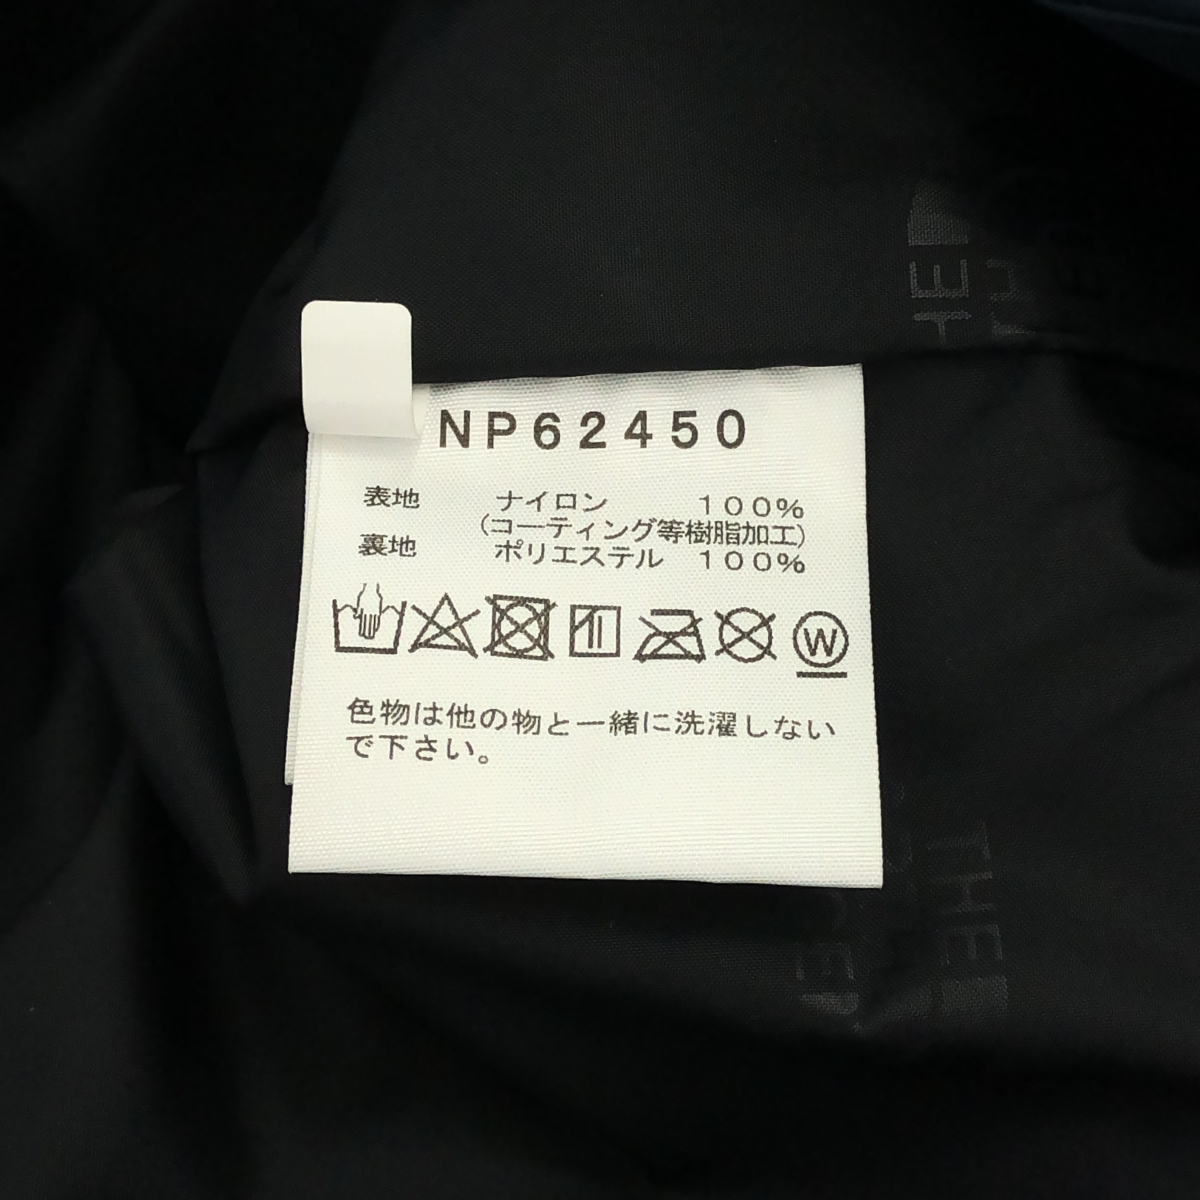 NP62450
表地 ナイロン 100%
(コーティング等樹脂加工)
裏地 ポリエステル 100%
W
色物は他の物と一緒に洗濯しない
で下さい。
THE